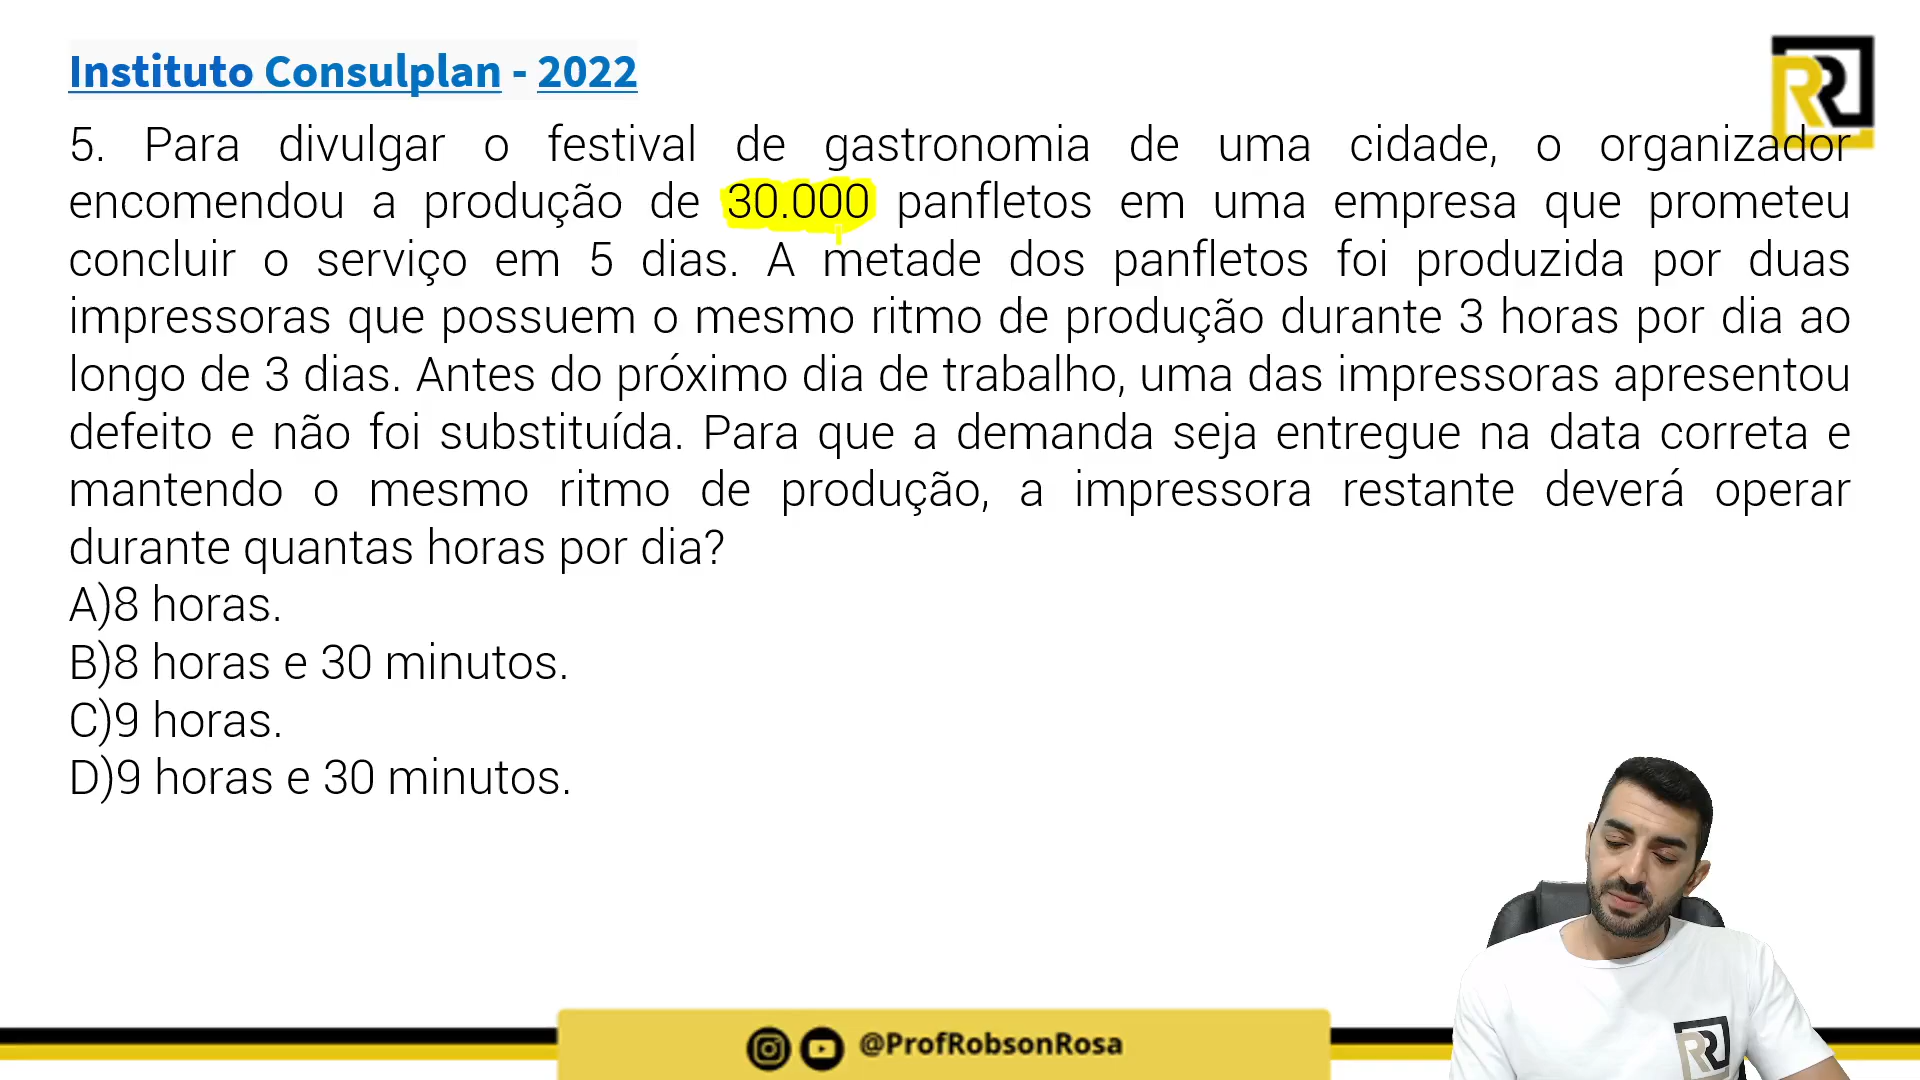 Instituto Consulplan - 2022
5. Para divulgar o festival de gastronomia de uma cidade, o organizador
encomendou a produção de 30.000 panfletos em uma empresa que prometeu
concluir o serviço em 5 dias. A metade dos panfletos foi produzida por duas
impressoras que possuem o mesmo ritmo de produção durante 3 horas por dia ao
longo de 3 dias. Antes do próximo dia de trabalho, uma das impressoras apresentou
defeito e não foi substituída. Para que a demanda seja entregue na data correta e
mantendo o mesmo ritmo de produção, a impressora restante deverá operar
durante quantas horas por dia?
A)8 horas.
B)8 horas e 30 minutos.
C)9 horas.
D)9 horas e 30 minutos.
@ProfRobsonRosa
RR
RR